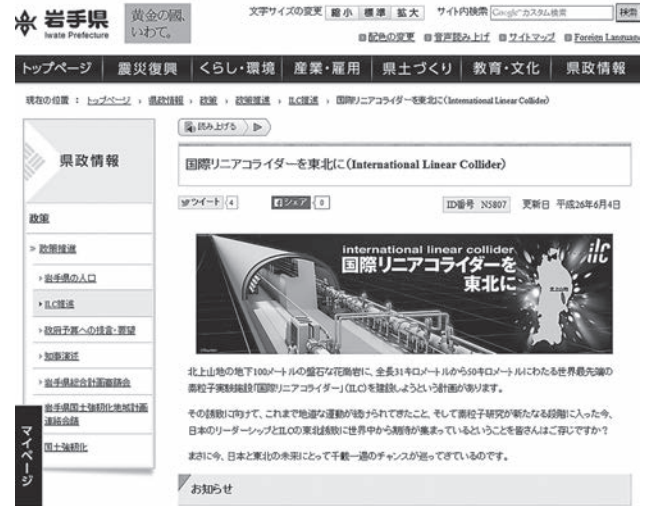 岩手県
Iwate Prefecture
黄金の國、
いわて。
文字サイズの変更 縮小 標準 拡大 サイト内検索 Google カスタム検索 検索
配色の変更 音声読み上げ サイトマップ Foreign Language
トップページ 震災復興 くらし・環境 産業・雇用 県土づくり 教育・文化 県政情報
現在の位置 : トップページ › 県政情報 › 政策 › 政策推進 › ILC推進 › 国際リニアコライダーを東北に(International Linear Collider)
読み上げる
県政情報
国際リニアコライダーを東北に(International Linear Collider)
ツイート 4 シェア 0 ID番号 N5807 更新日 平成26年6月4日
政策
政策推進
岩手県の人口
ILC推進
政府予算への提言・要望
知事演述
岩手県総合計画審議会
岩手県国土強靭化地域計画
連絡会議
国土強靭化
マイページ
international linear collider
国際リニアコライダーを
東北に
ilc
北上山地
北上山地の地下100メートルの盤石な花崗岩に、全長31キロメートルから50キロメートルにわたる世界最先端の
素粒子実験施設「国際リニアコライダー」(ILC)を建設しようという計画があります。
その誘致に向けて、これまで地道な運動が続けられてきたこと、そして素粒子研究が新たなる段階に入った今、
日本のリーダーシップとILCの東北誘致に世界中から期待が集まっているということを皆さんはご存じですか?
まさに今、日本と東北の未来にとって千載一遇のチャンスが巡ってきているのです。
お知らせ